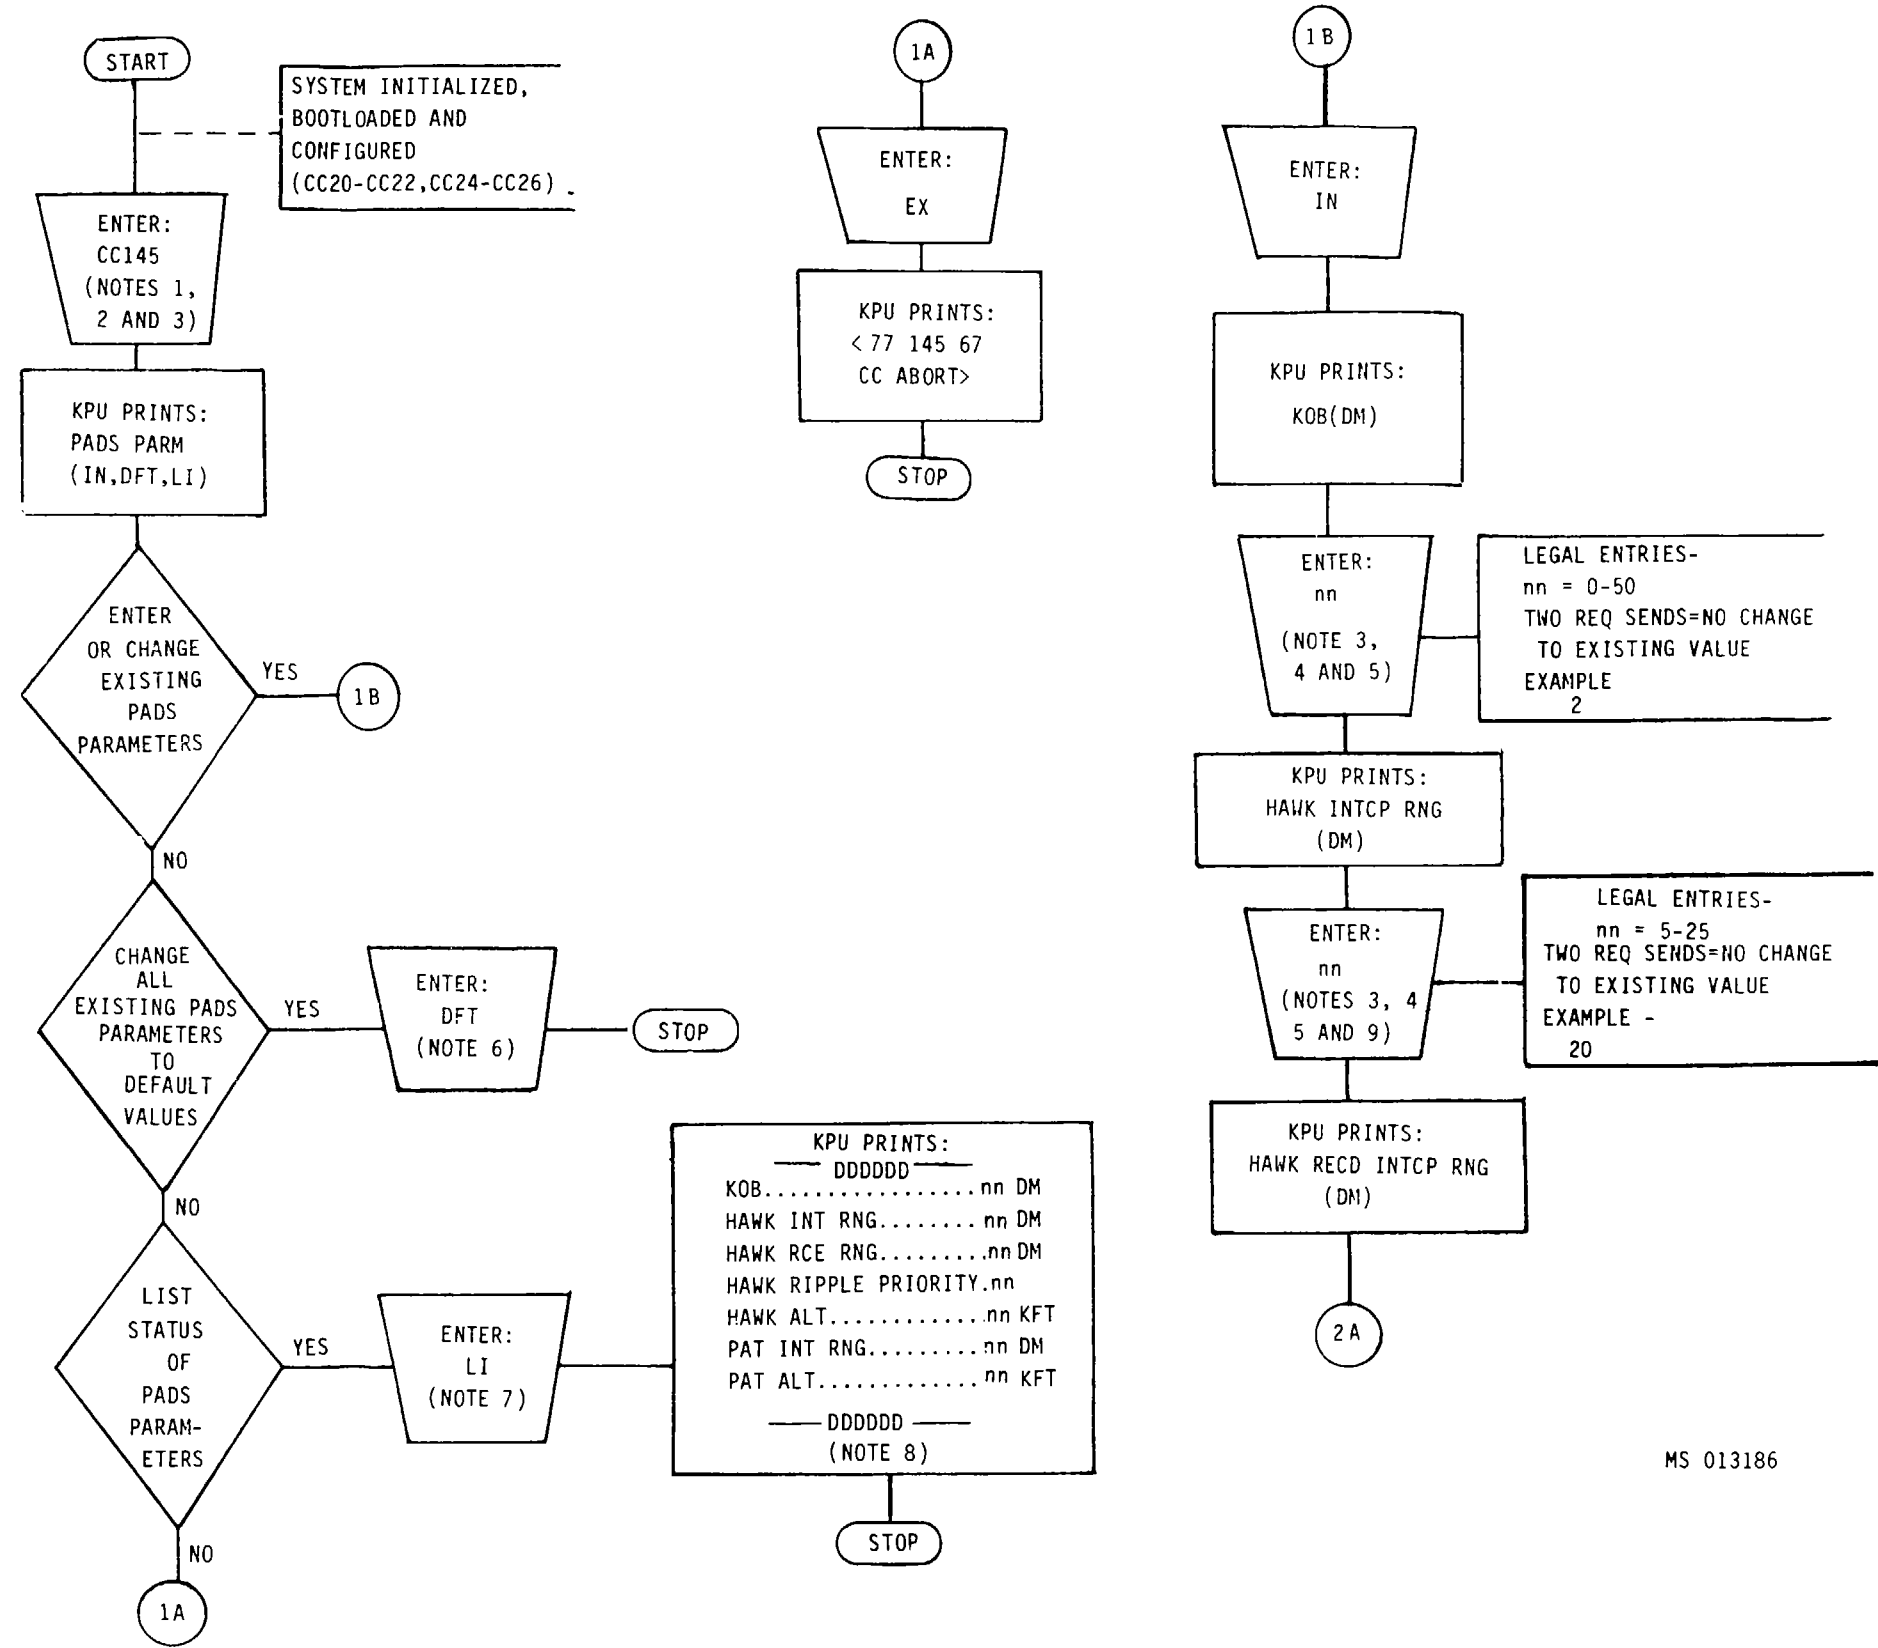 START
SYSTEM INITIALIZED,
BOOTLOADED AND
CONFIGURED
(CC20-CC22,CC24-CC26)
ENTER:
CC145
(NOTES 1,
2 AND 3)
KPU PRINTS:
PADS PARM
(IN,DFT,LI)
ENTER
OR CHANGE
EXISTING
PADS
PARAMETERS
YES
1B
NO
CHANGE
ALL
EXISTING PADS
PARAMETERS
TO
DEFAULT
VALUES
YES
ENTER:
DFT
(NOTE 6)
STOP
NO
LIST
STATUS
OF
PADS
PARAM-
ETERS
YES
ENTER:
LI
(NOTE 7)
KPU PRINTS:
DDDDDD
KOB.................nn DM
HAWK INT RNG........nn DM
HAWK RCE RNG.........nn DM
HAWK RIPPLE PRIORITY.nn
HAWK ALT.............nn KFT
PAT INT RNG.........nn DM
PAT ALT.............nn KFT
DDDDDD
(NOTE 8)
STOP
NO
1A
1A
ENTER:
EX
KPU PRINTS:
<77 145 67
CC ABORT>
STOP
1B
ENTER:
IN
KPU PRINTS:
KOB(DM)
ENTER:
nn
(NOTE 3,
4 AND 5)
LEGAL ENTRIES-
nn = 0-50
TWO REQ SENDS=NO CHANGE
TO EXISTING VALUE
EXAMPLE
2
KPU PRINTS:
HAWK INTCP RNG
(DM)
ENTER:
nn
(NOTES 3, 4
5 AND 9)
LEGAL ENTRIES-
nn = 5-25
TWO REQ SENDS=NO CHANGE
TO EXISTING VALUE
EXAMPLE -
20
KPU PRINTS:
HAWK RECD INTCP RNG
(DM)
2A
MS 013186